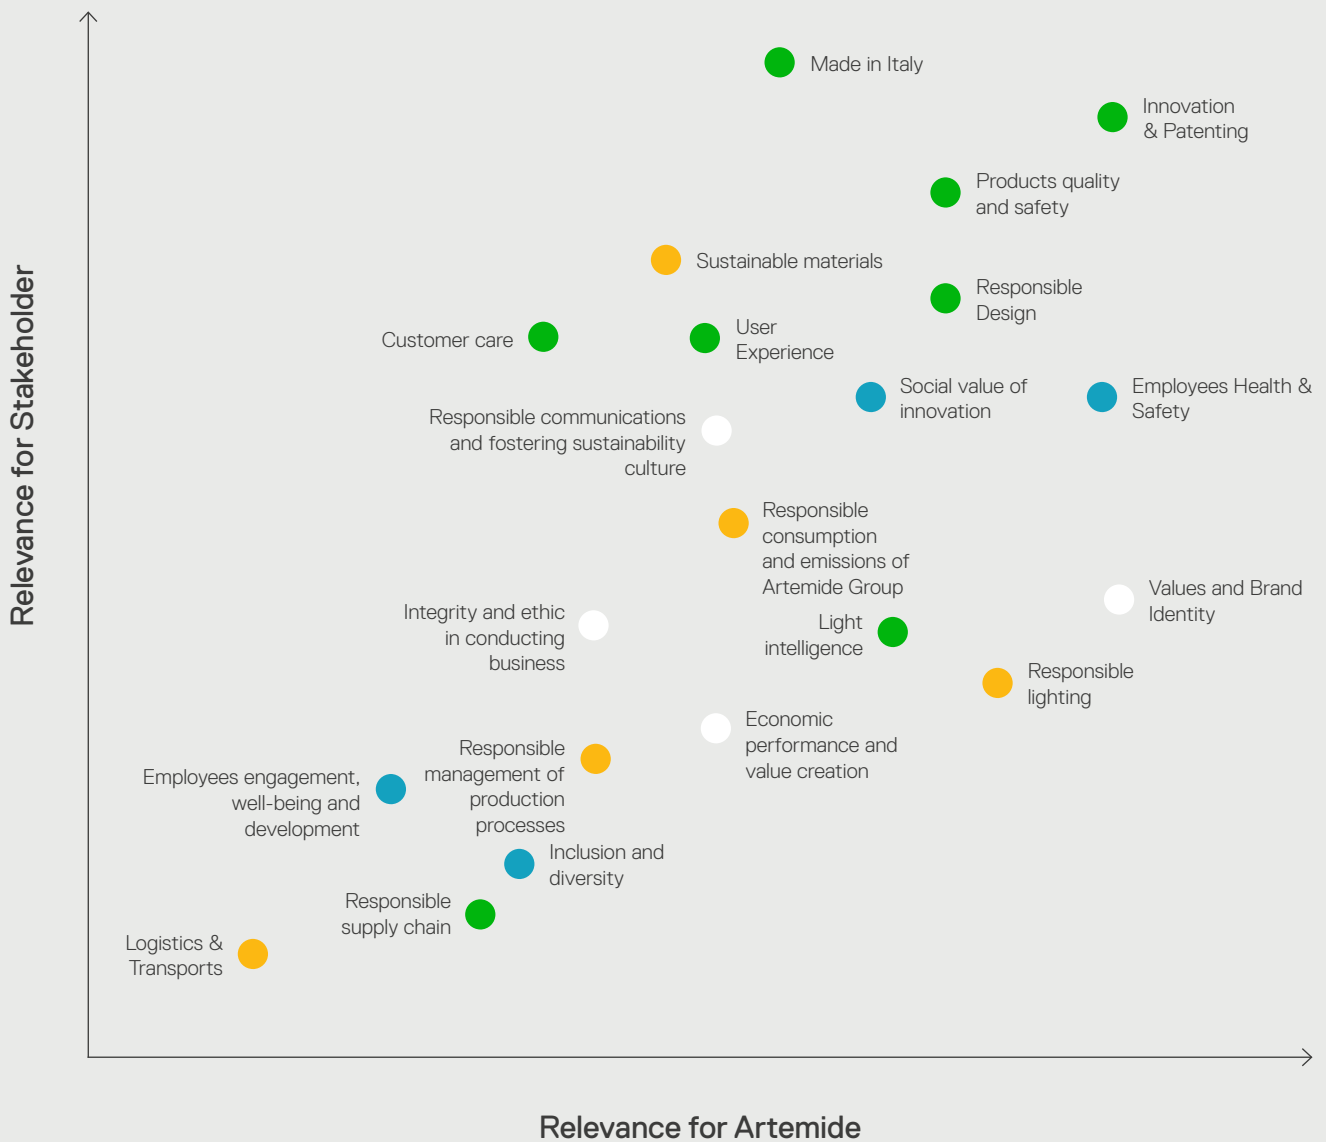 Made in Italy
Innovation
& Patenting
Products quality
and safety
Sustainable materials
Responsible
Design
User
Experience
Customer care
Social value of
innovation
Employees Health &
Safety
Responsible communications
and fostering sustainability
culture
Responsible
consumption
and emissions of
Artemide Group
Values and Brand
Identity
Integrity and ethic
in conducting
business
Light
intelligence
Responsible
lighting
Economic
performance and
value creation
Responsible
management of
production
processes
Employees engagement,
well-being and
development
Inclusion and
diversity
Responsible
supply chain
Logistics &
Transports
Relevance for Stakeholder
Relevance for Artemide